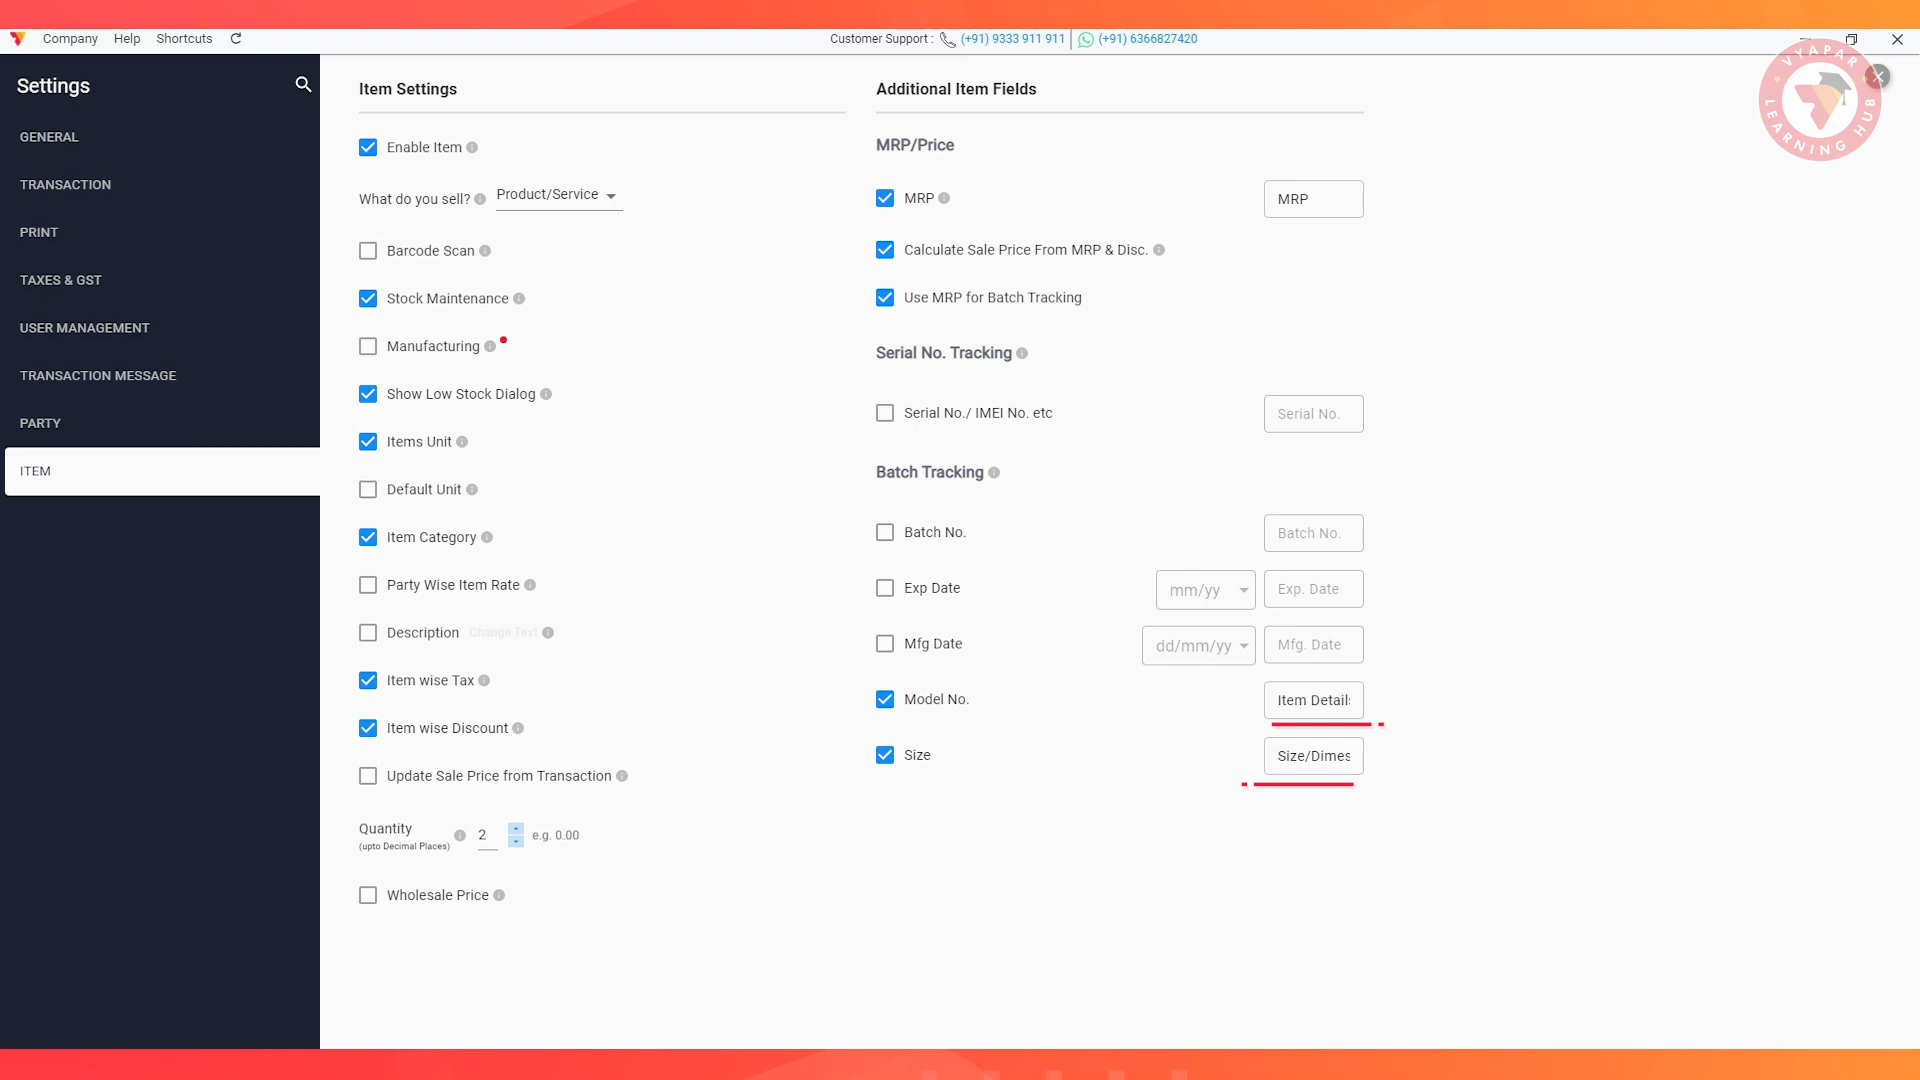 Company Help Shortcuts
Customer Support : (+91) 9333 911 911 (+91) 6366827420
VYAPAR
LEARNING HUB
Settings
GENERAL
TRANSACTION
PRINT
TAXES & GST
USER MANAGEMENT
TRANSACTION MESSAGE
PARTY
ITEM
Item Settings
Enable Item
What do you sell? Product/Service
Barcode Scan
Stock Maintenance
Manufacturing
Show Low Stock Dialog
Items Unit
Default Unit
Item Category
Party Wise Item Rate
Description Change Text
Item wise Tax
Item wise Discount
Update Sale Price from Transaction
Quantity
(upto Decimal Places)
2 e.g. 0.00
Wholesale Price
Additional Item Fields
MRP/Price
MRP MRP
Calculate Sale Price From MRP & Disc.
Use MRP for Batch Tracking
Serial No. Tracking
Serial No./ IMEI No. etc Serial No.
Batch Tracking
Batch No. Batch No.
Exp Date mm/yy Exp. Date
Mfg Date dd/mm/yy Mfg. Date
Model No. Item Details
Size Size/Dimes